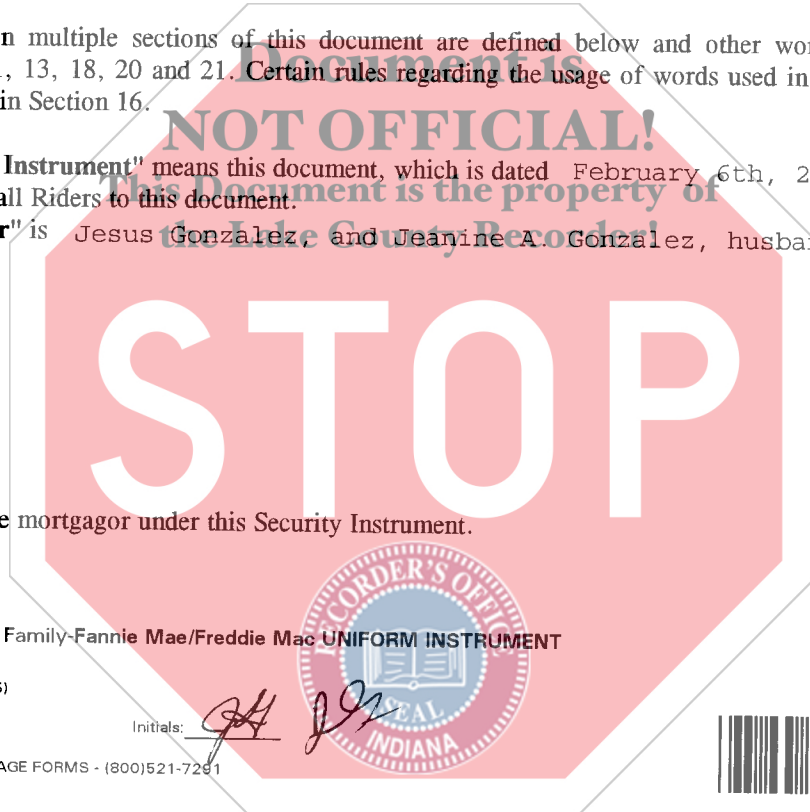 n multiple sections of this document are defined below and other wor
, 13, 18, 20 and 21. Certain rules regarding the usage of words used in
in Section 16.
Document is
NOT OFFICIAL!
This Document is the property of
the Lake County Recorder!
Instrument" means this document, which is dated February 6th, 2
all Riders to this document.
r" is Jesus Gonzalez, and Jeanine A. Gonzalez, husba
STOP
e mortgagor under this Security Instrument.
RECORDER'S OFFICE
SEAL
INDIANA
Family-Fannie Mae/Freddie Mac UNIFORM INSTRUMENT
Initials:
AGE FORMS - (800)521-7291